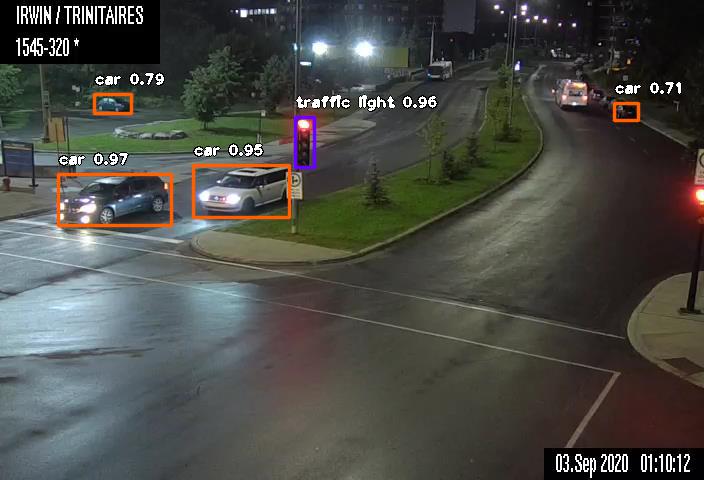 IRWIN / TRINITAIRES
1545-320 *
car 0.79
traffic light 0.96
car 0.71
car 0.97
car 0.95
03.Sep 2020 01:10:12